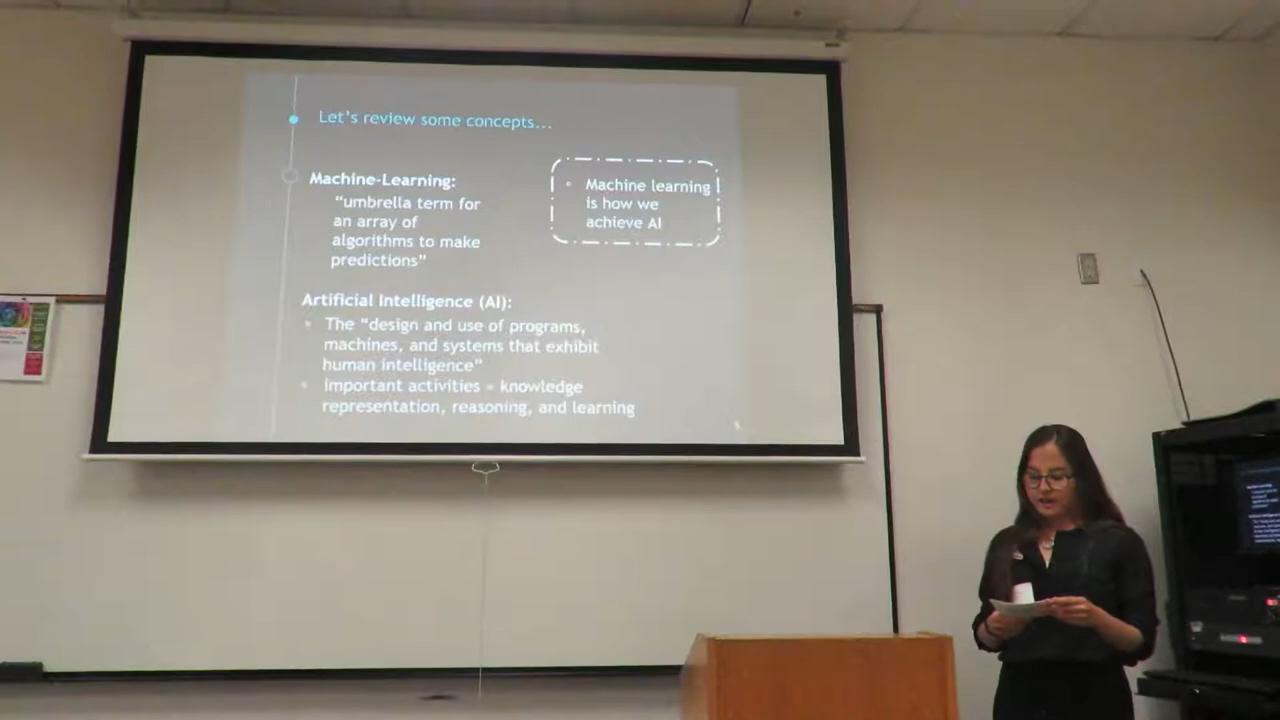 Let's review some concepts...
Machine-Learning:
"umbrella term for
an array of
algorithms to make
predictions"
Machine learning
is how we
achieve AI
Artificial Intelligence (AI):
The "design and use of programs,
machines, and systems that exhibit
human intelligence"
Important activities = knowledge
representation, reasoning, and learning